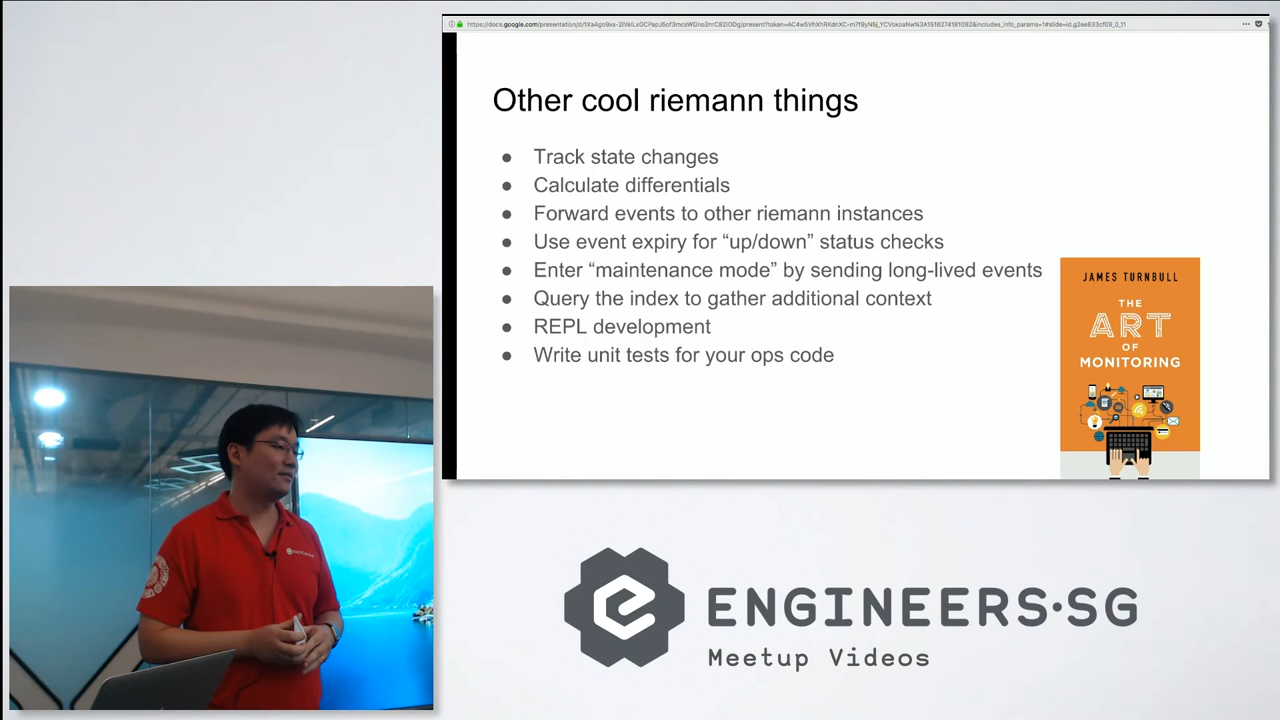 Other cool riemann things
● Track state changes
● Calculate differentials
● Forward events to other riemann instances
● Use event expiry for “up/down” status checks
● Enter “maintenance mode” by sending long-lived events
● Query the index to gather additional context
● REPL development
● Write unit tests for your ops code
JAMES TURNBULL
THE
ART
OF
MONITORING
ENGINEERS·SG
Meetup Videos